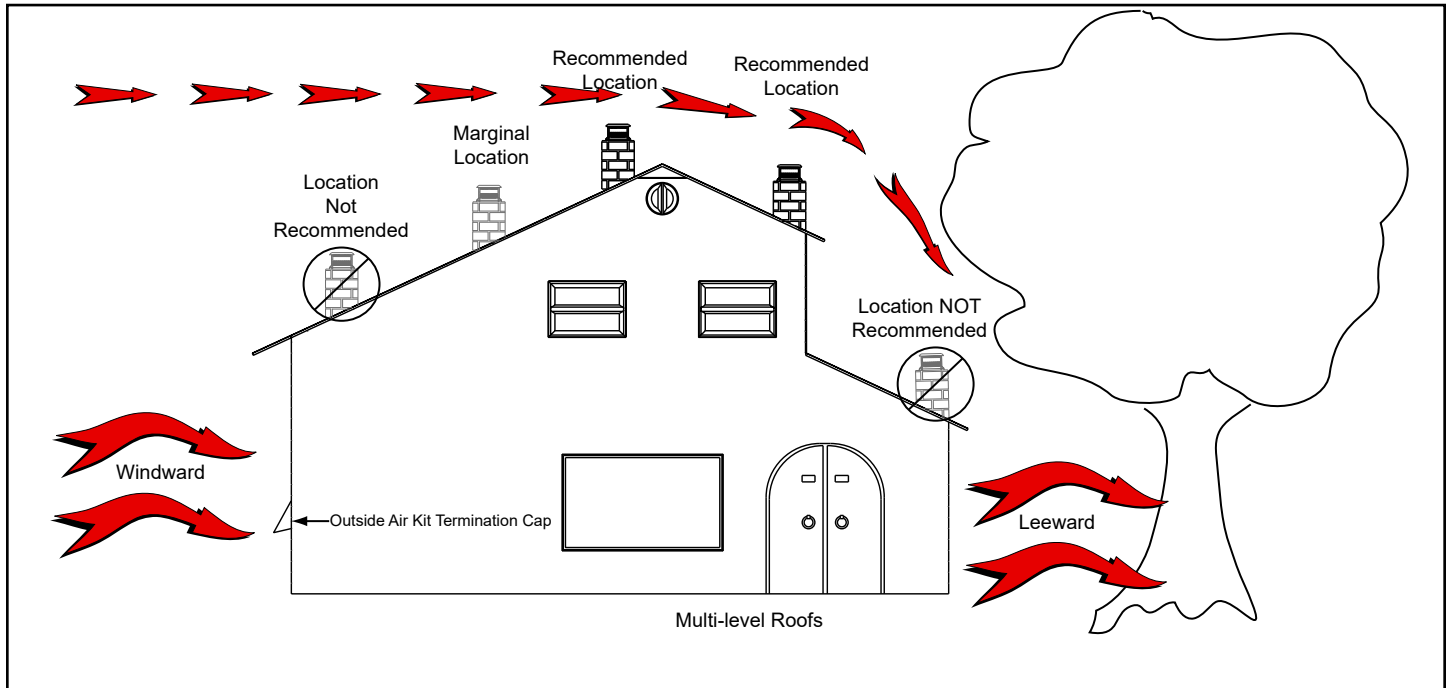 Recommended
Location
Recommended
Location
Marginal
Location
Location
Not
Recommended
Location NOT
Recommended
Windward
Outside Air Kit Termination Cap
Leeward
Multi-level Roofs